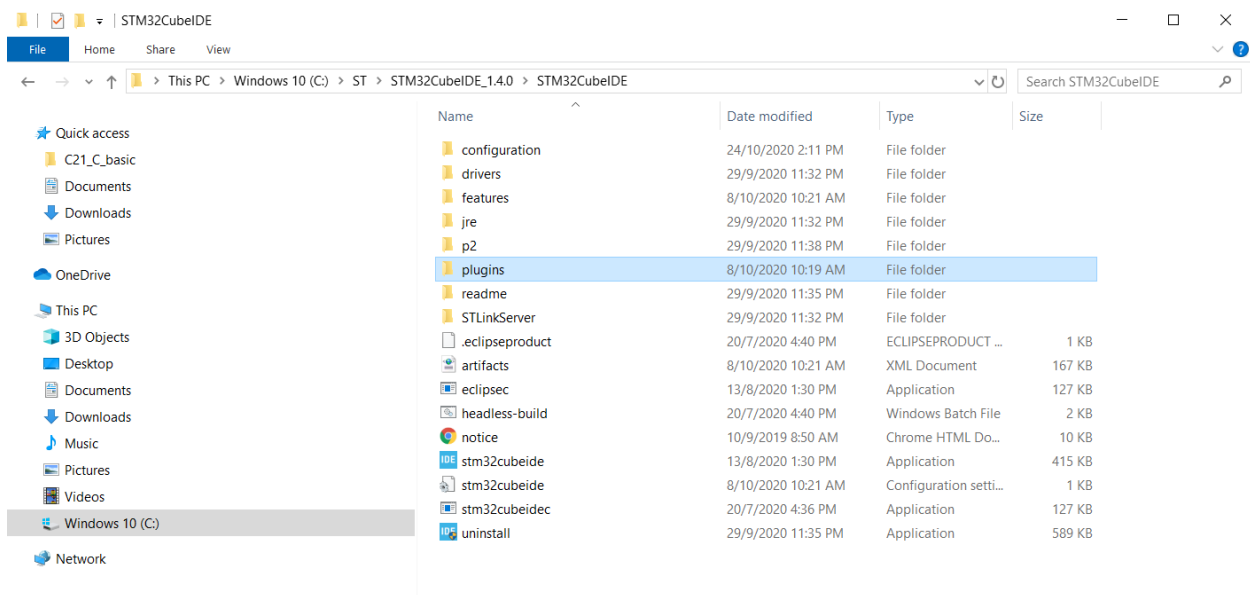 STM32CubeIDE
File Home Share View
This PC Windows 10 (C:) ST STM32CubeIDE_1.4.0 STM32CubeIDE
Search STM32CubeIDE
Quick access
C21_C_basic
Documents
Downloads
Pictures
OneDrive
This PC
3D Objects
Desktop
Documents
Downloads
Music
Pictures
Videos
Windows 10 (C:)
Network
Name Date modified Type Size
configuration 24/10/2020 2:11 PM File folder
drivers 29/9/2020 11:32 PM File folder
features 8/10/2020 10:21 AM File folder
jre 29/9/2020 11:32 PM File folder
p2 29/9/2020 11:38 PM File folder
plugins 8/10/2020 10:19 AM File folder
readme 29/9/2020 11:35 PM File folder
STLinkServer 29/9/2020 11:32 PM File folder
.eclipseproduct 20/7/2020 4:40 PM ECLIPSEPRODUCT ... 1 KB
artifacts 8/10/2020 10:21 AM XML Document 167 KB
eclipsec 13/8/2020 1:30 PM Application 127 KB
headless-build 20/7/2020 4:40 PM Windows Batch File 2 KB
notice 10/9/2019 8:50 AM Chrome HTML Do... 10 KB
IDE stm32cubeide 13/8/2020 1:30 PM Application 415 KB
stm32cubeide 8/10/2020 10:21 AM Configuration setti... 1 KB
stm32cubeidec 20/7/2020 4:36 PM Application 127 KB
IDE uninstall 29/9/2020 11:35 PM Application 589 KB